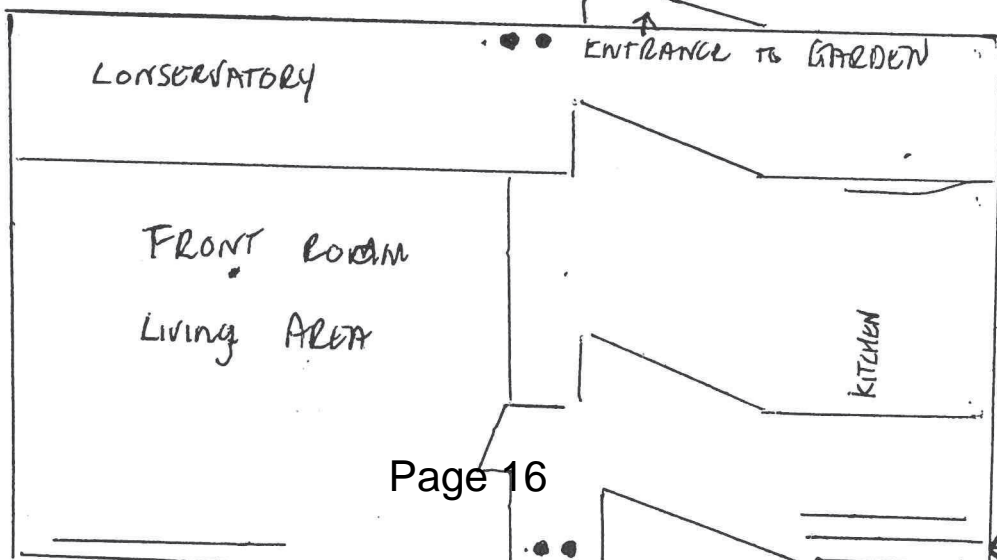 ENTRANCE TO GARDEN
CONSERVATORY
FRONT ROOM
Living AREA
KITCHEN
Page 16